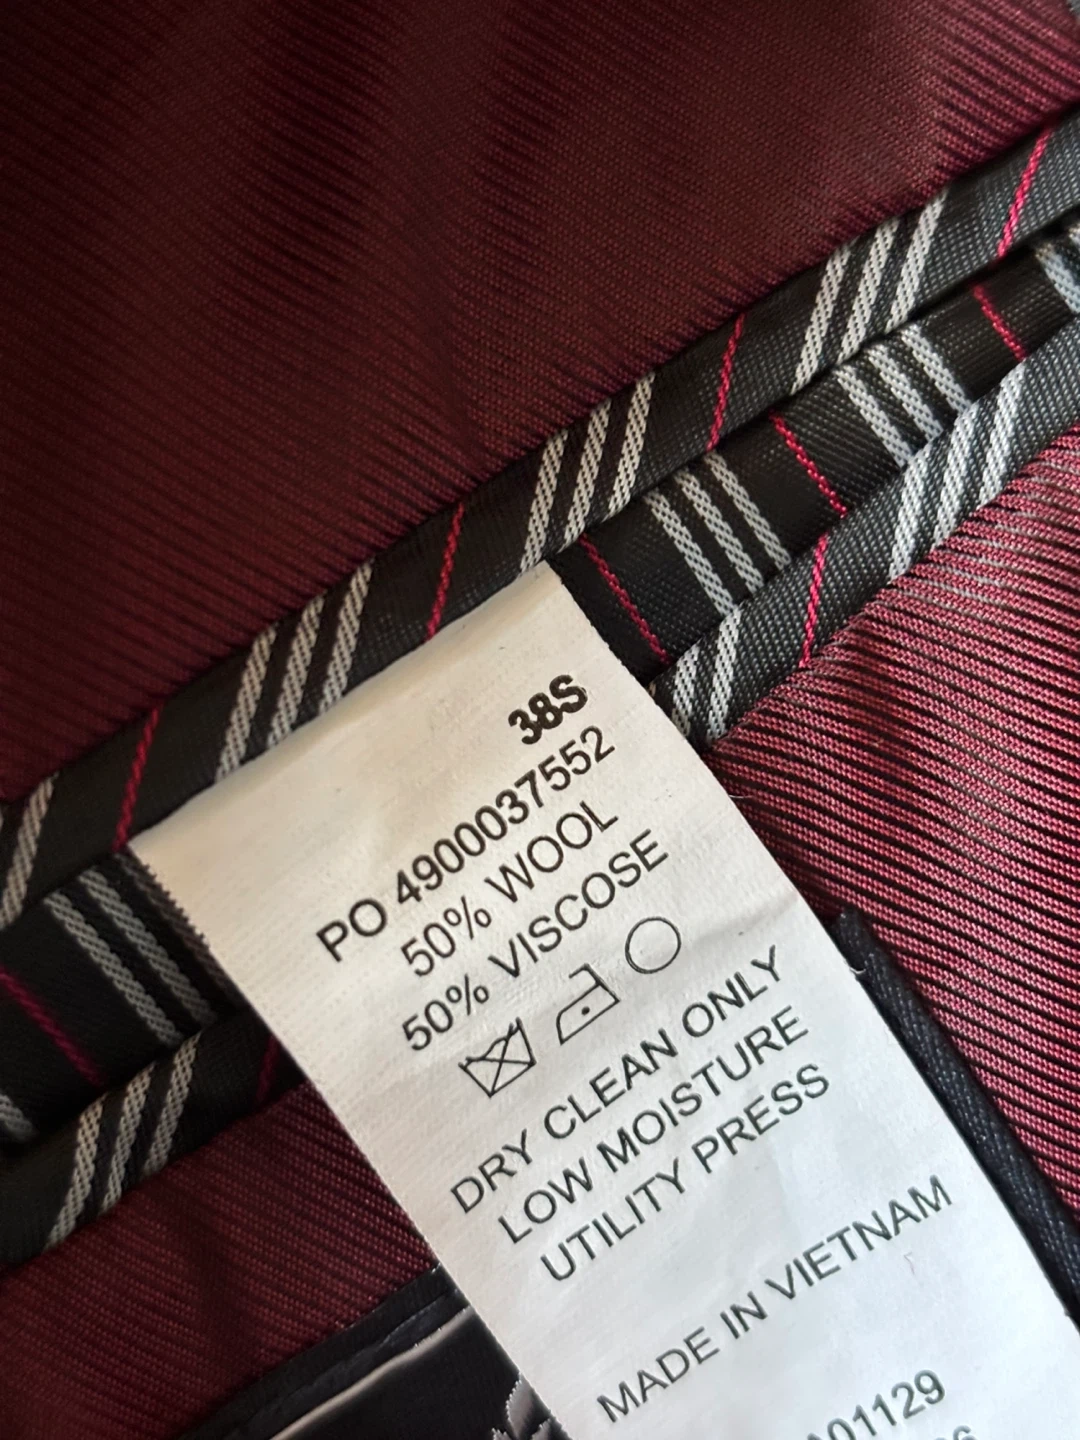 38S
PO 4900037552
50% WOOL
50% VISCOSE
DRY CLEAN ONLY
LOW MOISTURE
UTILITY PRESS
MADE IN VIETNAM